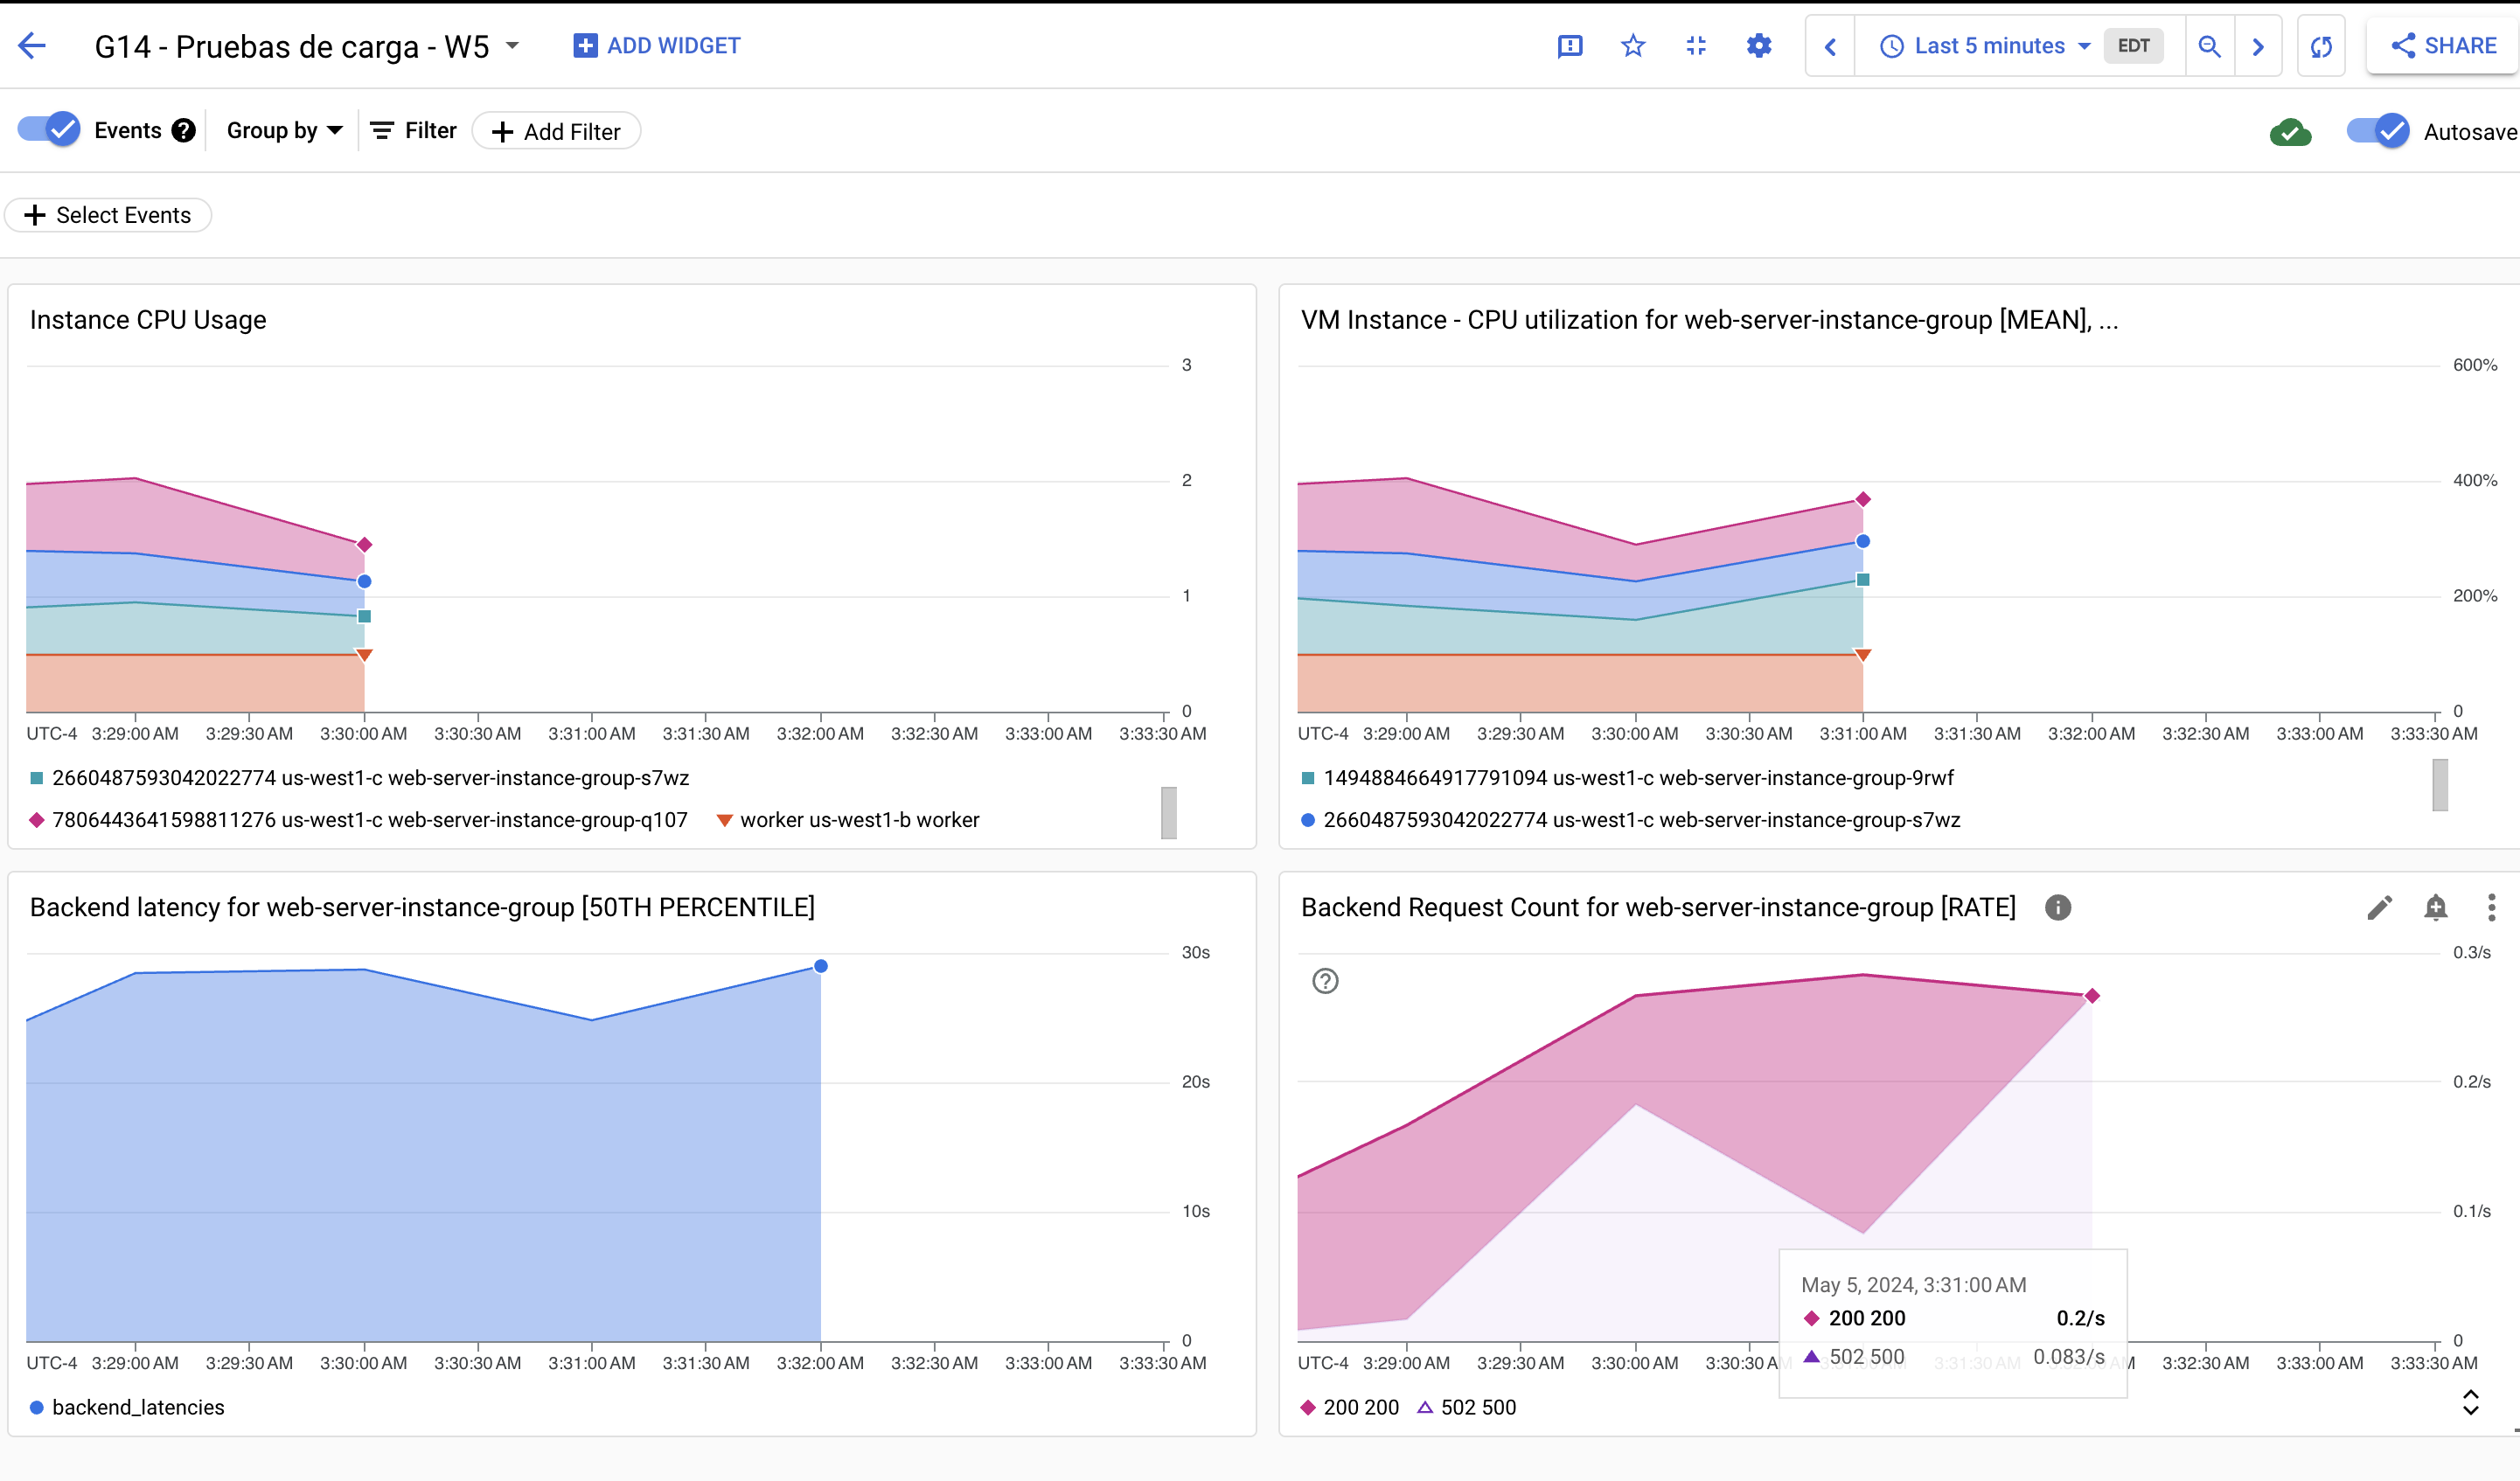 G14 - Pruebas de carga - W5 ADD WIDGET Last 5 minutes EDT SHARE
Events Group by Filter Add Filter Autosave
Select Events
Instance CPU Usage
3
2
1
0
UTC-4 3:29:00 AM 3:29:30 AM 3:30:00 AM 3:30:30 AM 3:31:00 AM 3:31:30 AM 3:32:00 AM 3:32:30 AM 3:33:00 AM 3:33:30 AM
2660487593042022774 us-west1-c web-server-instance-group-s7wz
7806443641598811276 us-west1-c web-server-instance-group-q107 worker us-west1-b worker
VM Instance - CPU utilization for web-server-instance-group [MEAN], ...
600%
400%
200%
0
UTC-4 3:29:00 AM 3:29:30 AM 3:30:00 AM 3:30:30 AM 3:31:00 AM 3:31:30 AM 3:32:00 AM 3:32:30 AM 3:33:00 AM 3:33:30 AM
1494884664917791094 us-west1-c web-server-instance-group-9rwf
2660487593042022774 us-west1-c web-server-instance-group-s7wz
Backend latency for web-server-instance-group [50TH PERCENTILE]
30s
20s
10s
0
UTC-4 3:29:00 AM 3:29:30 AM 3:30:00 AM 3:30:30 AM 3:31:00 AM 3:31:30 AM 3:32:00 AM 3:32:30 AM 3:33:00 AM 3:33:30 AM
backend_latencies
Backend Request Count for web-server-instance-group [RATE]
0.3/s
0.2/s
0.1/s
0
May 5, 2024, 3:31:00 AM
200 200 0.2/s
502 500 0.083/s
UTC-4 3:29:00 AM 3:29:30 AM 3:30:00 AM 3:30:30 3:32:30 AM 3:33:00 AM 3:33:30 AM
200 200 502 500